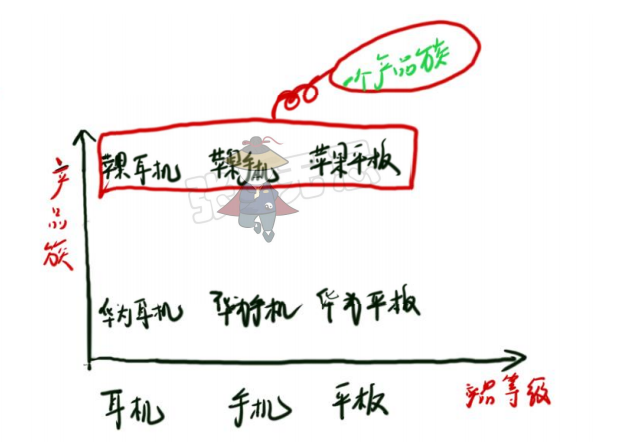 一个产品族
苹果耳机 苹果手机 苹果平板
产品族
华为耳机 华为手机 华为平板
产品等级
耳机 手机 平板